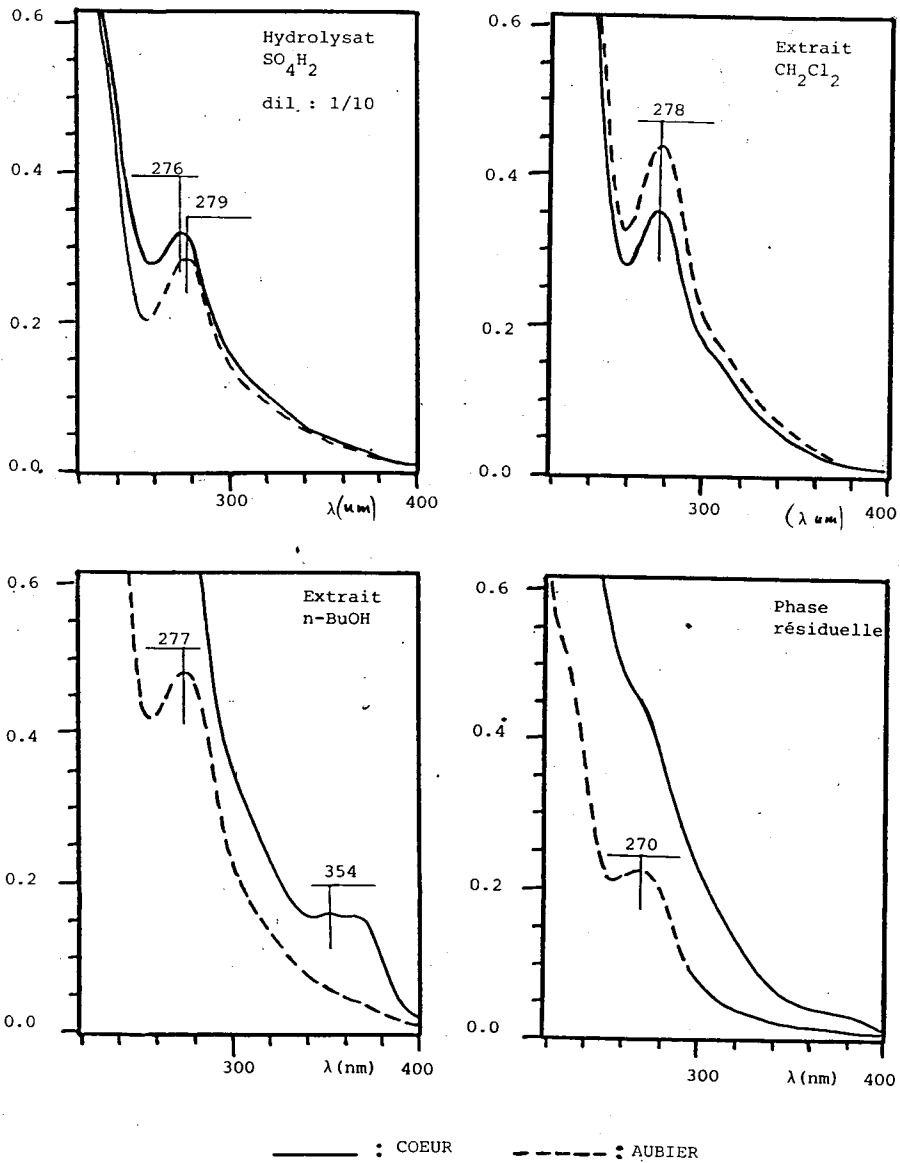 0.6
0.4
0.2
0.0
Hydrolysat
SO4H2
dil. : 1/10
276
279
300
400
λ(um)
0.6
0.4
0.2
0.0
Extrait
CH2Cl2
278
300
400
(λ um)
0.6
0.4
0.2
0.0
Extrait
n-BuOH
277
354
300
400
λ(nm)
0.6
0.4
0.2
0.0
Phase
résiduelle
270
300
400
λ(nm)
: COEUR
: AUBIER